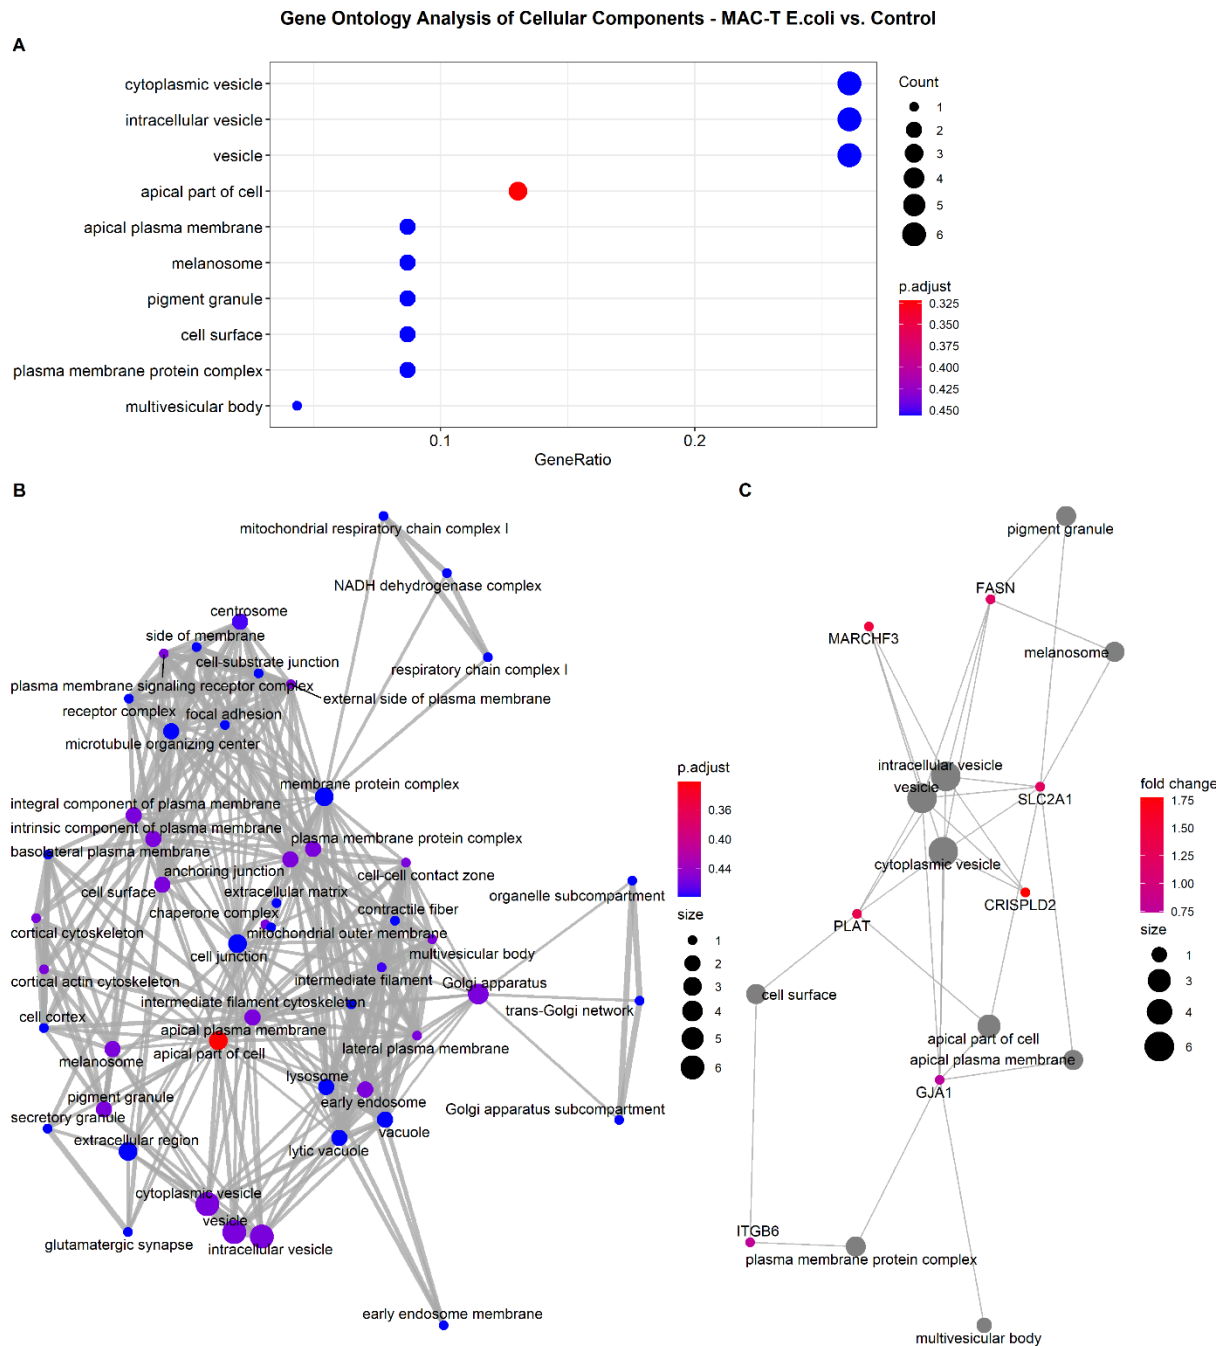 Gene Ontology Analysis of Cellular Components - MAC-T E.coli vs. Control
A
cytoplasmic vesicle
intracellular vesicle
vesicle
apical part of cell
apical plasma membrane
melanosome
pigment granule
cell surface
plasma membrane protein complex
multivesicular body
0.1
0.2
GeneRatio
Count
1
2
3
4
5
6
p.adjust
0.325
0.350
0.375
0.400
0.425
0.450
B
mitochondrial respiratory chain complex I
NADH dehydrogenase complex
centrosome
side of membrane
cell-substrate junction
respiratory chain complex I
plasma membrane signaling receptor complex
external side of plasma membrane
receptor complex
focal adhesion
microtubule organizing center
membrane protein complex
integral component of plasma membrane
intrinsic component of plasma membrane
plasma membrane protein complex
basolateral plasma membrane
anchoring junction
cell-cell contact zone
cell surface
extracellular matrix
organelle subcompartment
chaperone complex
contractile fiber
cortical cytoskeleton
mitochondrial outer membrane
cell junction
multivesicular body
cortical actin cytoskeleton
intermediate filament
Golgi apparatus
intermediate filament cytoskeleton
trans-Golgi network
cell cortex
apical plasma membrane
apical part of cell
lateral plasma membrane
melanosome
lysosome
pigment granule
early endosome
Golgi apparatus subcompartment
secretory granule
vacuole
extracellular region
lytic vacuole
cytoplasmic vesicle
vesicle
glutamatergic synapse
intracellular vesicle
early endosome membrane
p.adjust
0.36
0.40
0.44
size
1
2
3
4
5
6
C
pigment granule
FASN
MARCHF3
melanosome
intracellular vesicle
vesicle
SLC2A1
cytoplasmic vesicle
CRISPLD2
PLAT
cell surface
apical part of cell
apical plasma membrane
GJA1
ITGB6
plasma membrane protein complex
multivesicular body
fold change
1.75
1.50
1.25
1.00
0.75
size
1
3
4
6